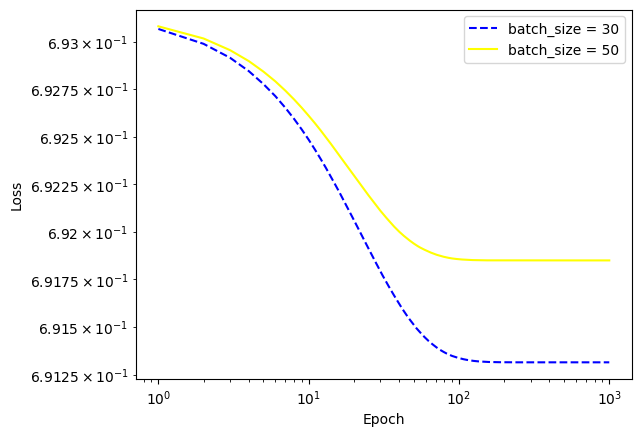 batch_size = 30
batch_size = 50
6.93 × 10⁻¹
6.9275 × 10⁻¹
6.925 × 10⁻¹
6.9225 × 10⁻¹
6.92 × 10⁻¹
6.9175 × 10⁻¹
6.915 × 10⁻¹
6.9125 × 10⁻¹
Loss
10⁰ 10¹ 10² 10³
Epoch